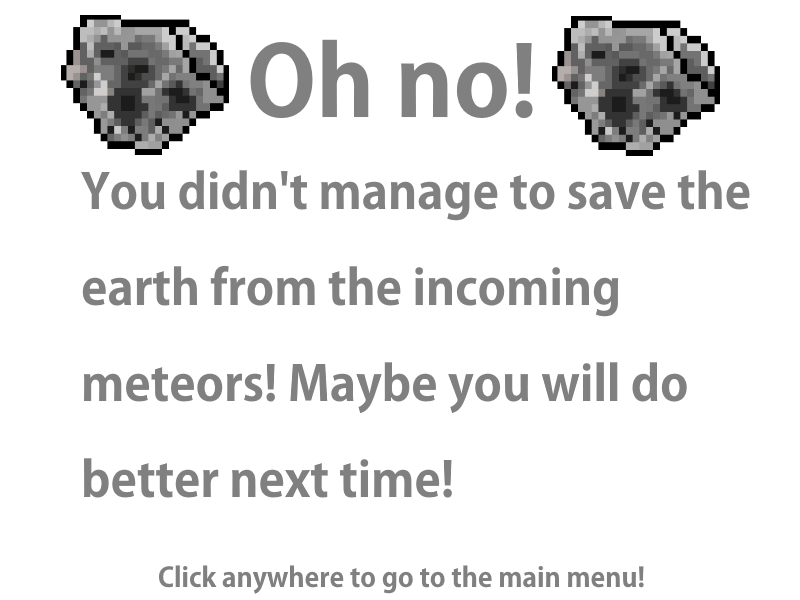 Oh no!
You didn't manage to save the
earth from the incoming
meteors! Maybe you will do
better next time!
Click anywhere to go to the main menu!